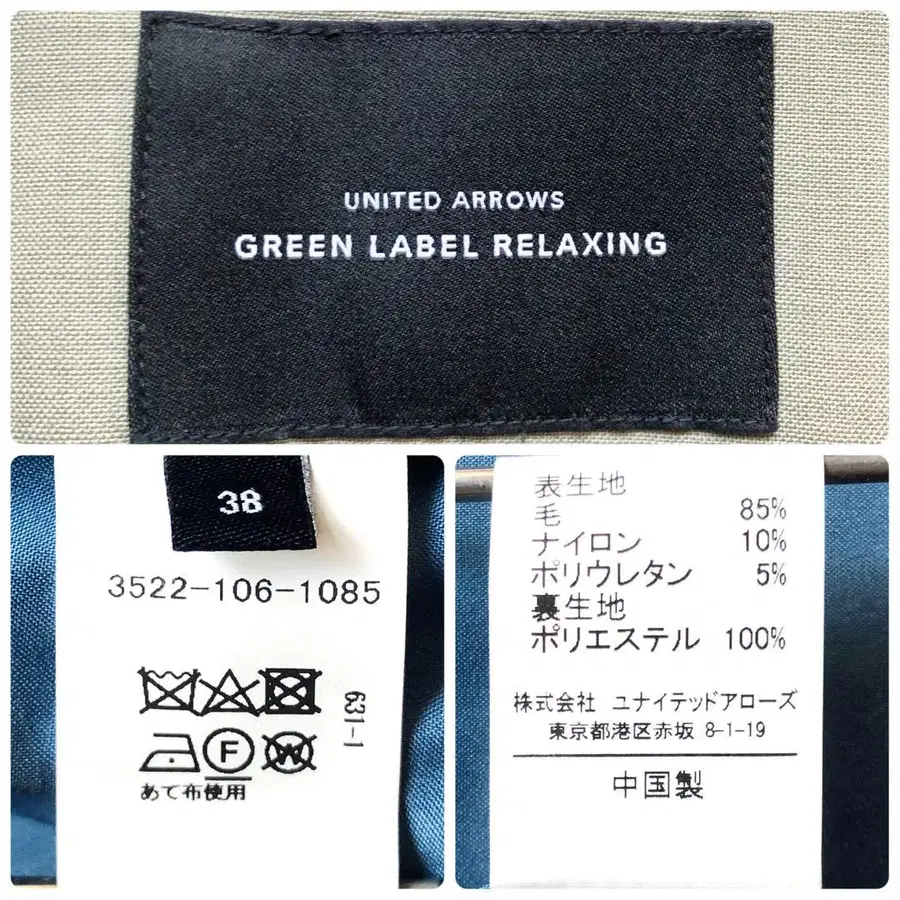 UNITED ARROWS
GREEN LABEL RELAXING
38
3522-106-1085
631-1
F
W
あて布使用
表生地
毛 85%
ナイロン 10%
ポリウレタン 5%
裏生地
ポリエステル 100%
株式会社 ユナイテッドアローズ
東京都港区赤坂 8-1-19
中国製